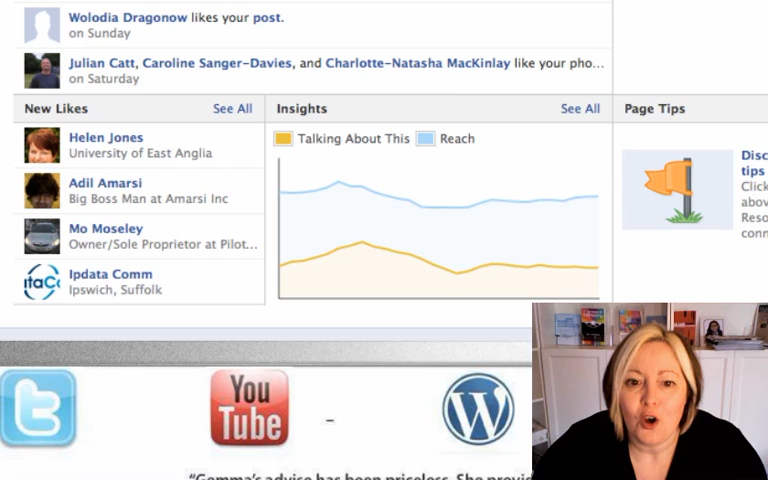 Wolodia Dragonow likes your post.
on Sunday
Julian Catt, Caroline Sanger-Davies, and Charlotte-Natasha MacKinlay like your pho...
on Saturday
New Likes See All
Insights See All
Page Tips
Helen Jones
University of East Anglia
Adil Amarsi
Big Boss Man at Amarsi Inc
Mo Moseley
Owner/Sole Proprietor at Pilot...
Ipdata Comm
Ipswich, Suffolk
Talking About This Reach
Disc
tips
Click
abov
Reso
conn
You
Tube
-
"Gemma's advise has been priceless. She provid